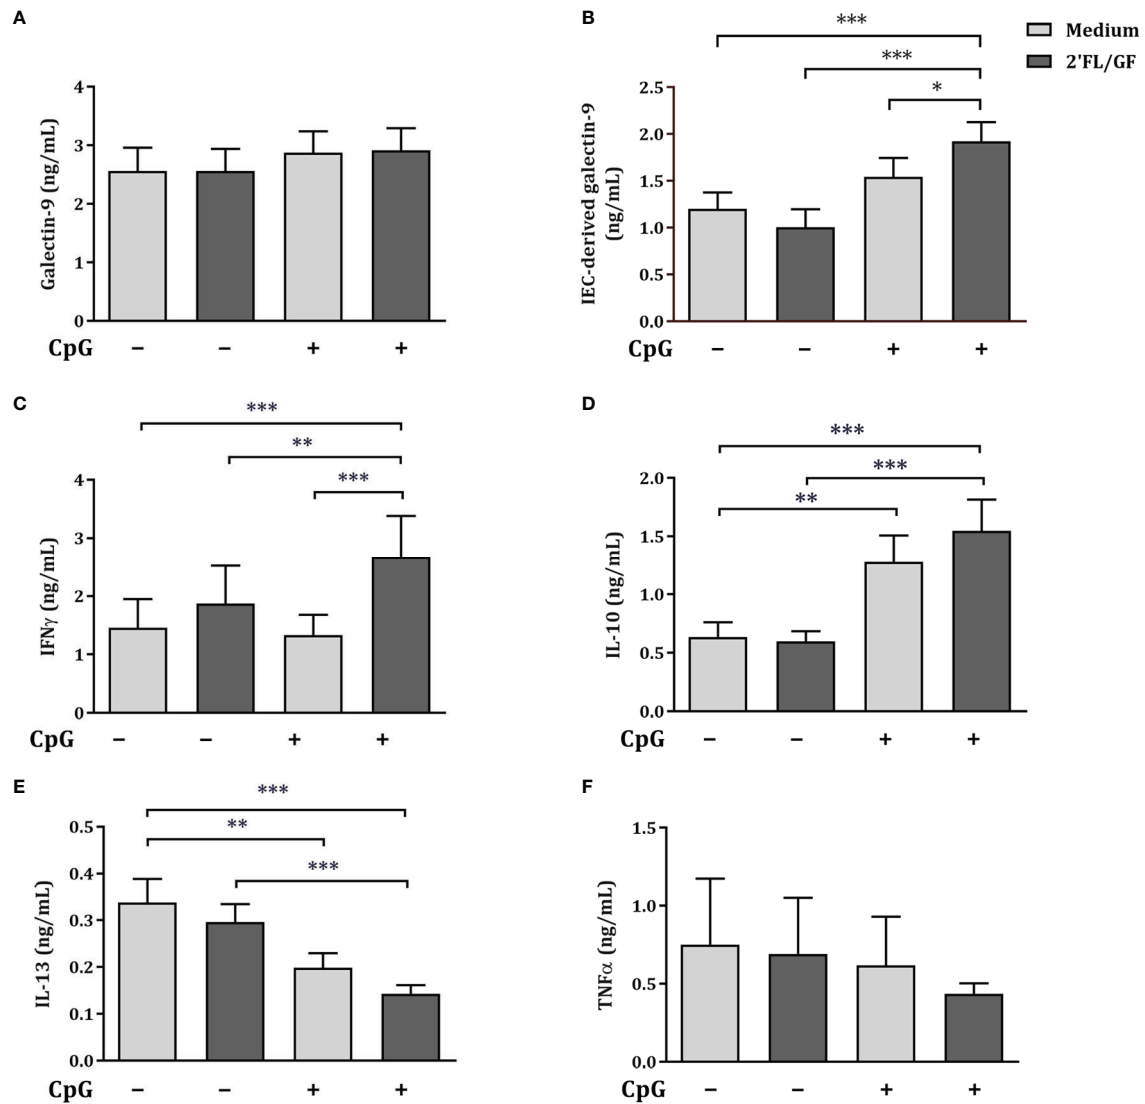 A
Galectin-9 (ng/mL)
4
3
2
1
0
CpG − − + +
B
***
***
*
Medium
2'FL/GF
IEC-derived galectin-9
(ng/mL)
2.5
2.0
1.5
1.0
0.5
0.0
CpG − − + +
C
***
**
***
IFNγ (ng/mL)
4
3
2
1
0
CpG − − + +
D
***
***
**
IL-10 (ng/mL)
2.0
1.5
1.0
0.5
0.0
CpG − − + +
E
***
**
***
IL-13 (ng/mL)
0.5
0.4
0.3
0.2
0.1
0.0
CpG − − + +
F
TNFα (ng/mL)
1.5
1.0
0.5
0.0
CpG − − + +